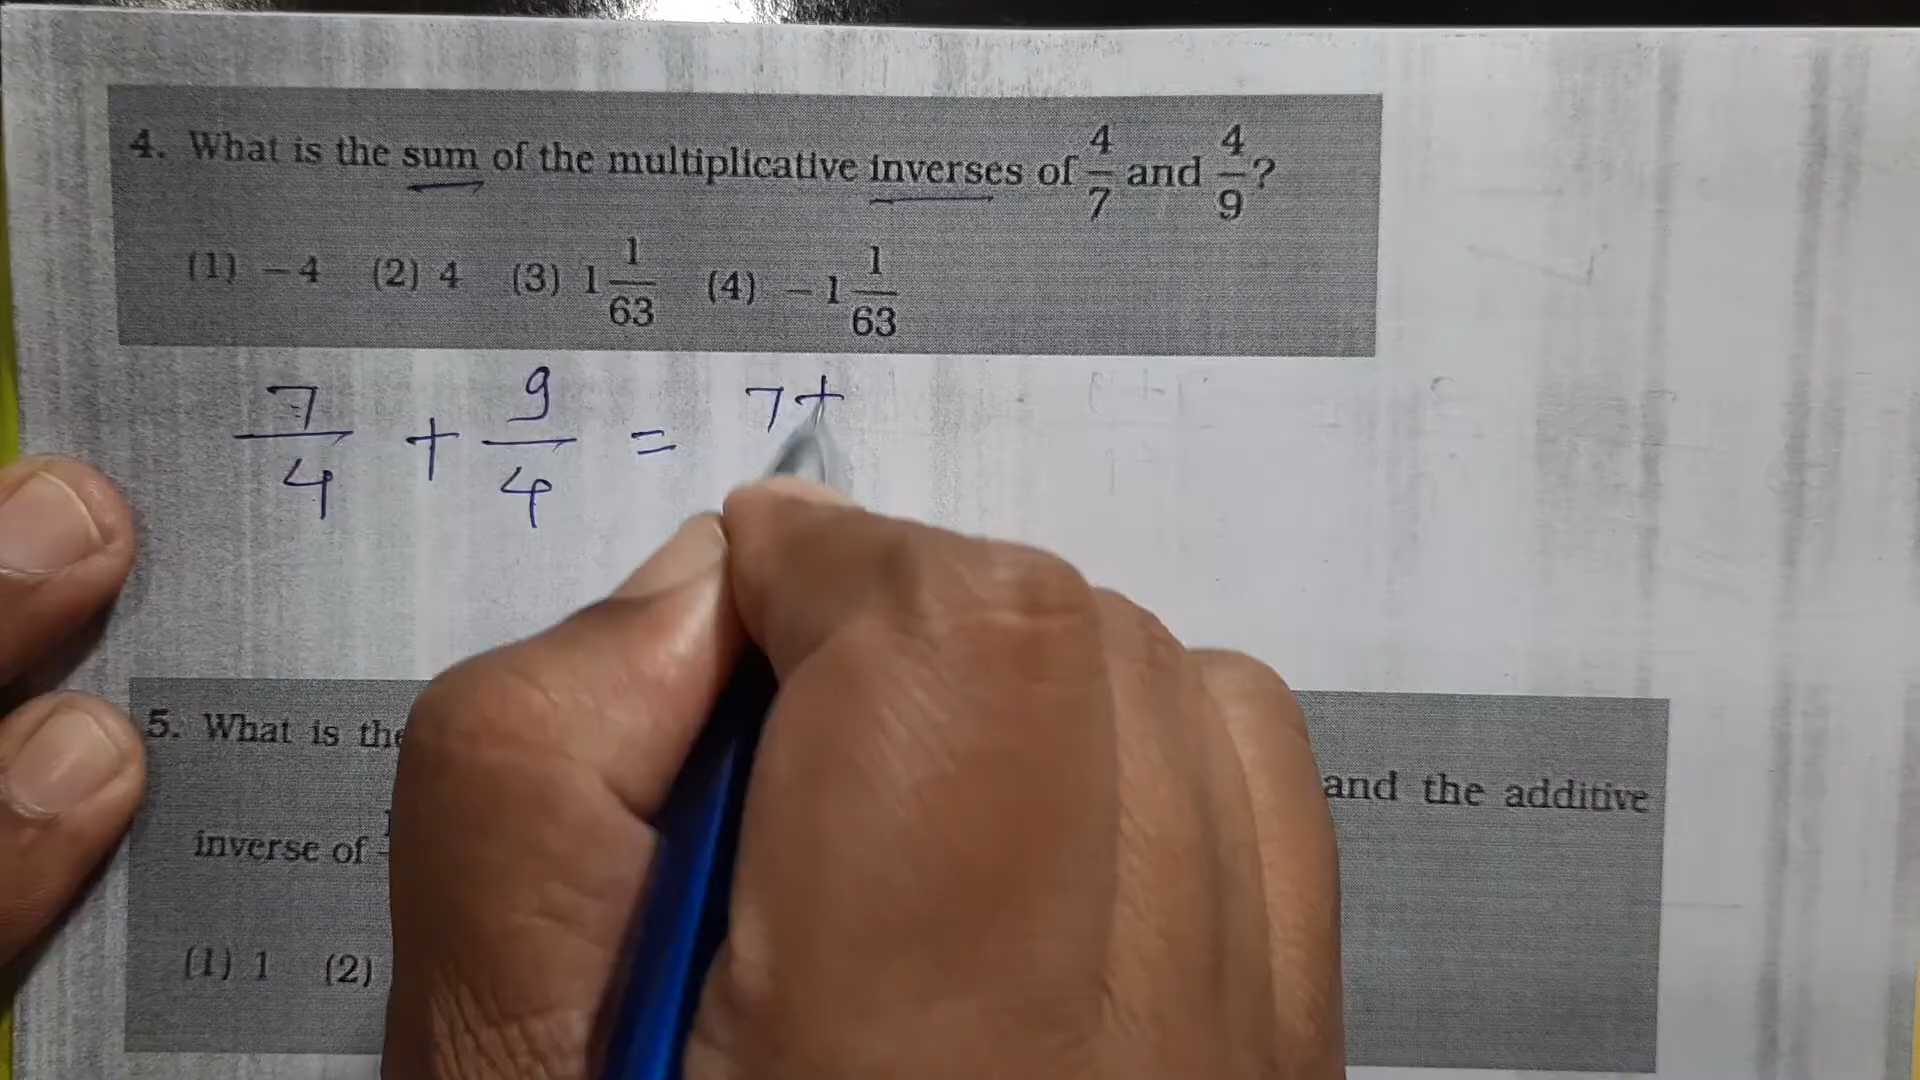 4. What is the sum of the multiplicative inverses of 4/7 and 4/9?
(1) – 4 (2) 4 (3) 1 1/63 (4) – 1 1/63
7/4 + 9/4 = 7+
5. What is the and the additive
inverse of
(1) 1 (2)